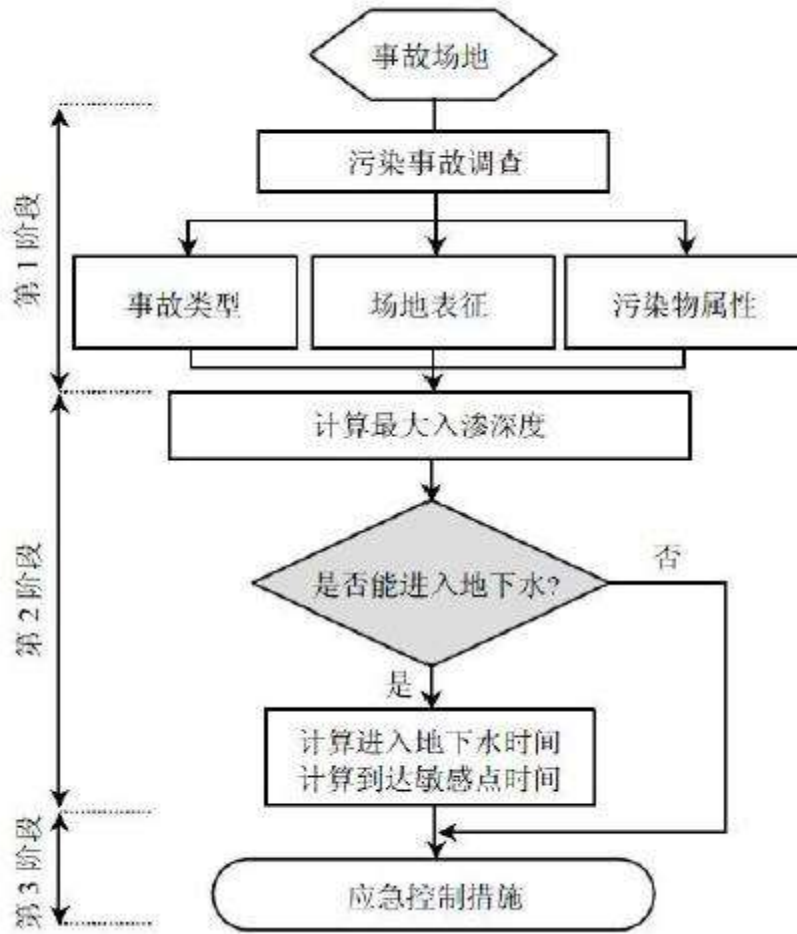 事故场地
污染事故调查
第1阶段
事故类型
场地表征
污染物属性
计算最大入渗深度
第2阶段
是否能进入地下水?
否
是
计算进入地下水时间
计算到达敏感点时间
第3阶段
应急控制措施